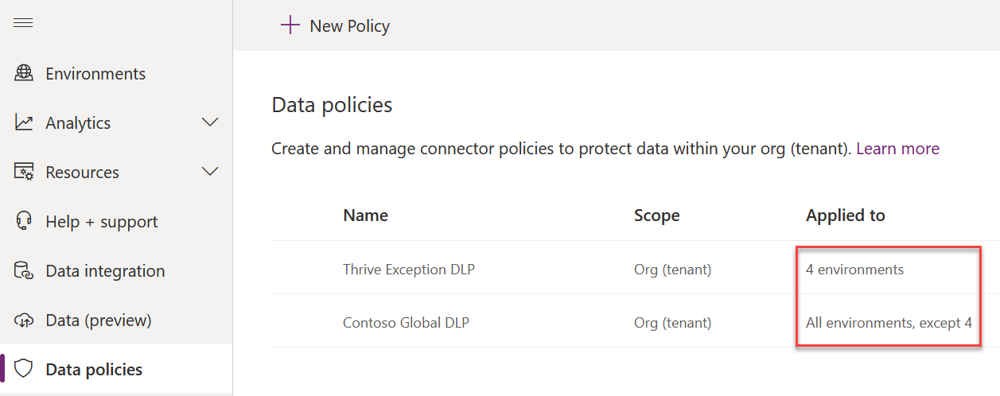 New Policy
Environments
Analytics
Resources
Help + support
Data integration
Data (preview)
Data policies
Data policies
Create and manage connector policies to protect data within your org (tenant). Learn more
Name Scope Applied to
Thrive Exception DLP Org (tenant) 4 environments
Contoso Global DLP Org (tenant) All environments, except 4